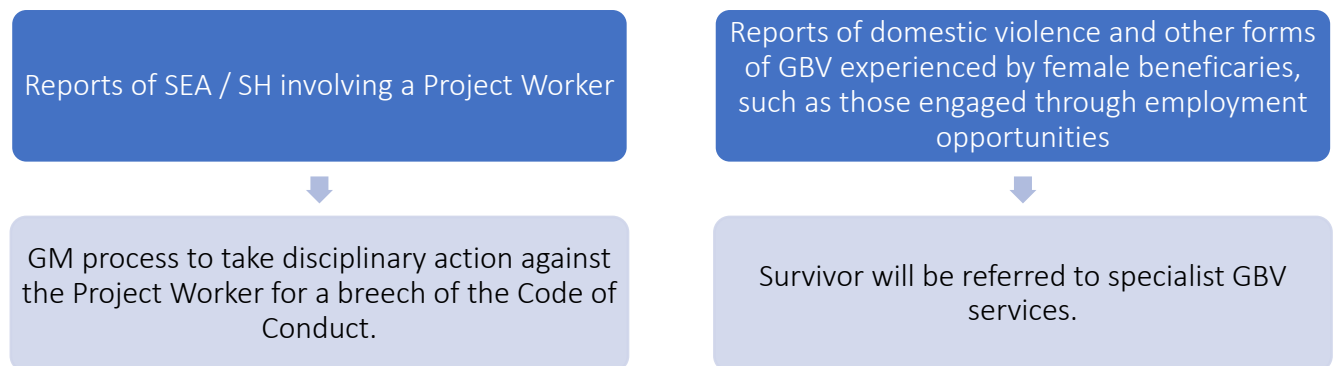 Reports of SEA / SH involving a Project Worker
GM process to take disciplinary action against
the Project Worker for a breech of the Code of
Conduct.
Reports of domestic violence and other forms
of GBV experienced by female beneficaries,
such as those engaged through employment
opportunities
Survivor will be referred to specialist GBV
services.